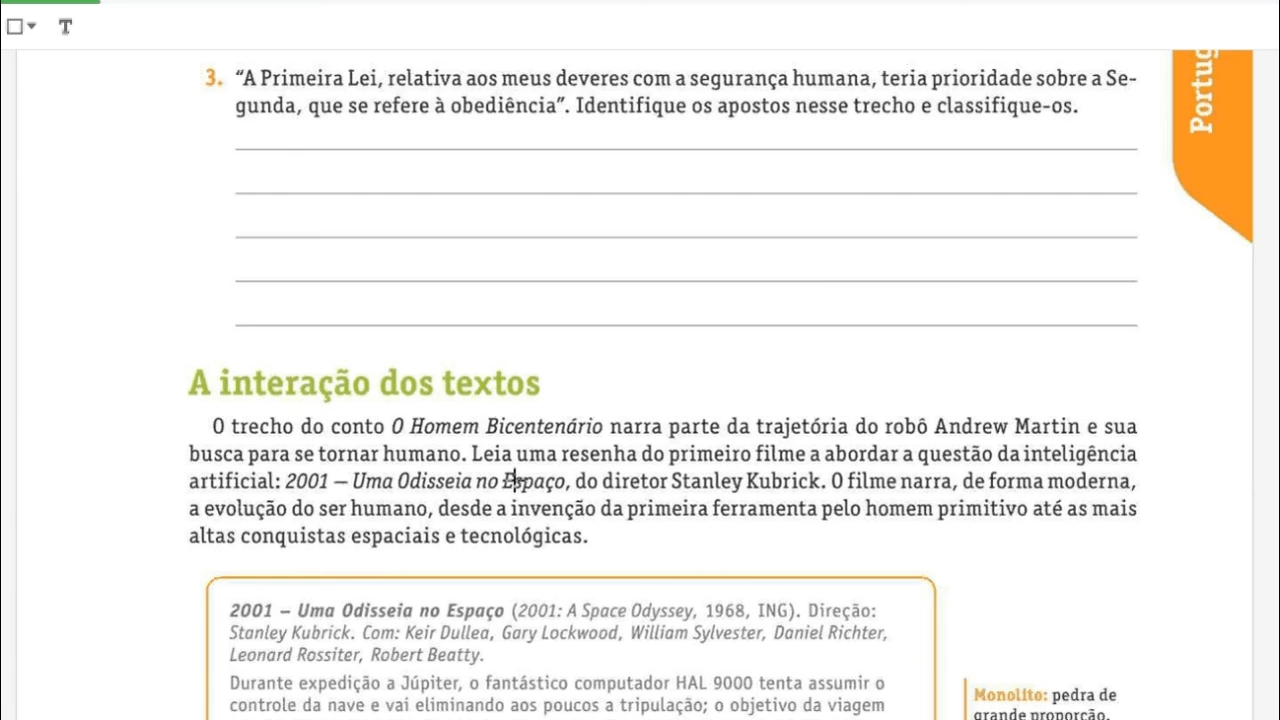 T
Portug
3. “A Primeira Lei, relativa aos meus deveres com a segurança humana, teria prioridade sobre a Se-
gunda, que se refere à obediência”. Identifique os apostos nesse trecho e classifique-os.
A interação dos textos
O trecho do conto O Homem Bicentenário narra parte da trajetória do robô Andrew Martin e sua
busca para se tornar humano. Leia uma resenha do primeiro filme a abordar a questão da inteligência
artificial: 2001 – Uma Odisseia no Espaço, do diretor Stanley Kubrick. O filme narra, de forma moderna,
a evolução do ser humano, desde a invenção da primeira ferramenta pelo homem primitivo até as mais
altas conquistas espaciais e tecnológicas.
2001 – Uma Odisseia no Espaço (2001: A Space Odyssey, 1968, ING). Direção:
Stanley Kubrick. Com: Keir Dullea, Gary Lockwood, William Sylvester, Daniel Richter,
Leonard Rossiter, Robert Beatty.
Durante expedição a Júpiter, o fantástico computador HAL 9000 tenta assumir o
controle da nave e vai eliminando aos poucos a tripulação; o objetivo da viagem
Monolito: pedra de
grande proporção.